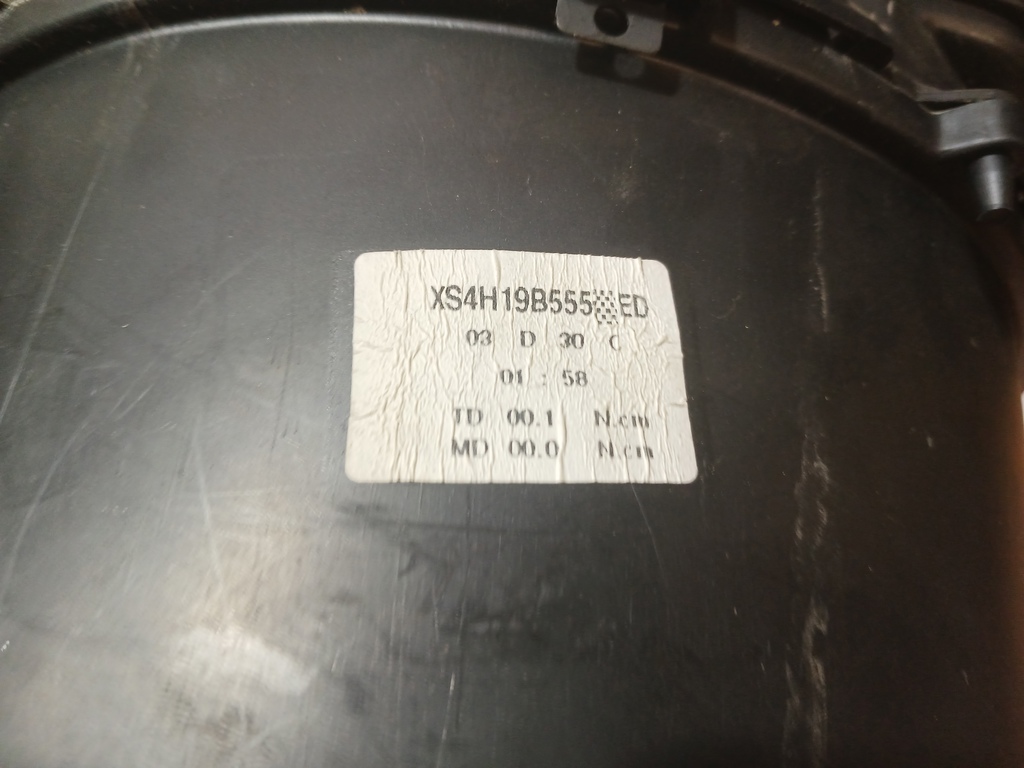 XS4H19B555 ED
03 D 30 C
01 : 58
TD 00.1 N.cm
MD 00.0 N.cm